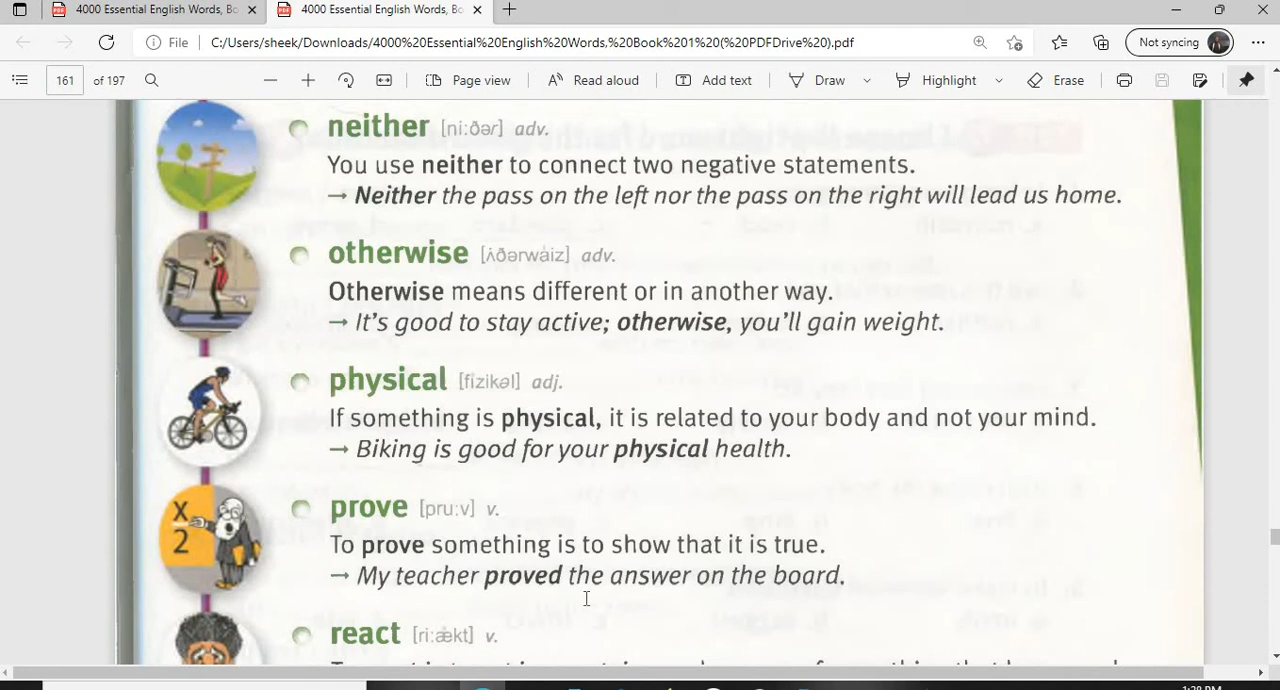 4000 Essential English Words, Bo
4000 Essential English Words, Bo
File
C:/Users/sheek/Downloads/4000%20Essential%20English%20Words,%20Book%201%20(%20PDFDrive%20).pdf
Not syncing
161 of 197
Page view
Read aloud
Add text
Draw
Highlight
Erase
neither [ni:ðər] adv.
You use neither to connect two negative statements.
→ Neither the pass on the left nor the pass on the right will lead us home.
otherwise [ʌ́ðərwàiz] adv.
Otherwise means different or in another way.
→ It's good to stay active; otherwise, you'll gain weight.
physical [fízikəl] adj.
If something is physical, it is related to your body and not your mind.
→ Biking is good for your physical health.
X
2
prove [pru:v] v.
To prove something is to show that it is true.
→ My teacher proved the answer on the board.
react [ri:ǽkt] v.